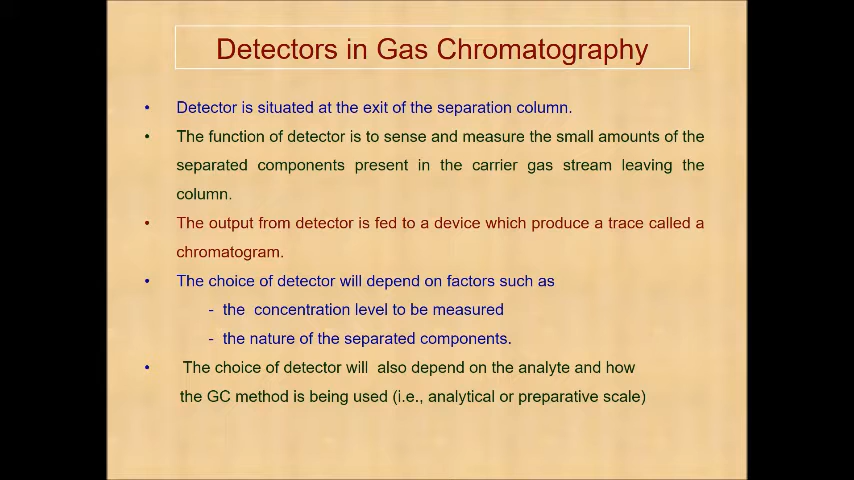 Detectors in Gas Chromatography
• Detector is situated at the exit of the separation column.
• The function of detector is to sense and measure the small amounts of the
separated components present in the carrier gas stream leaving the
column.
• The output from detector is fed to a device which produce a trace called a
chromatogram.
• The choice of detector will depend on factors such as
- the concentration level to be measured
- the nature of the separated components.
• The choice of detector will also depend on the analyte and how
the GC method is being used (i.e., analytical or preparative scale)